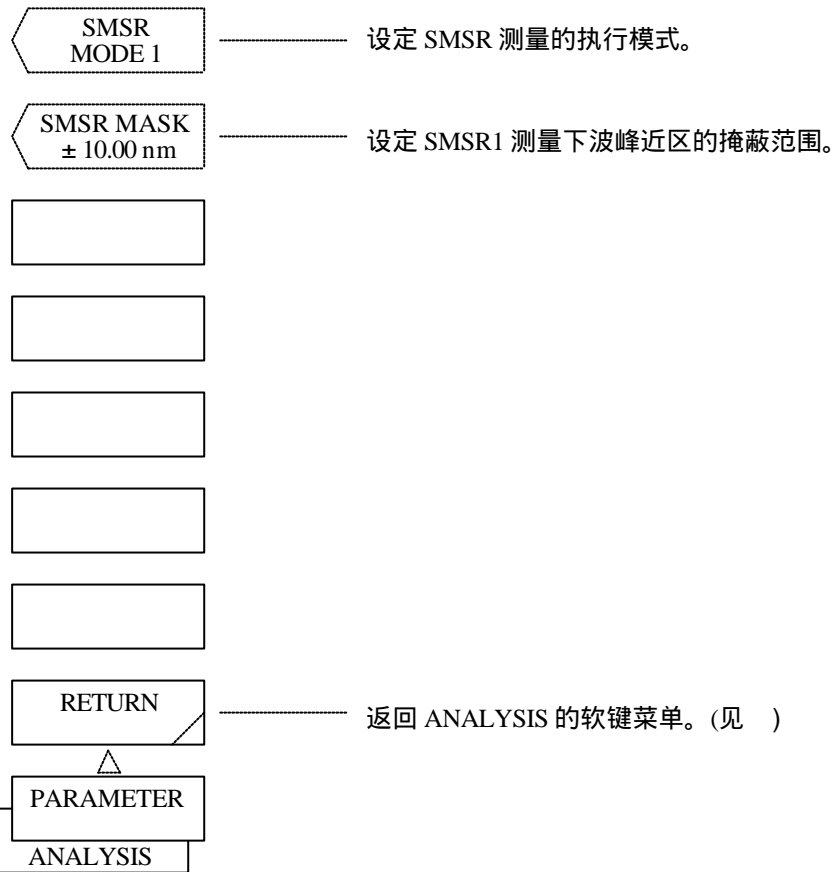 SMSR
MODE 1
设定 SMSR 测量的执行模式。
SMSR MASK
± 10.00 nm
设定 SMSR1 测量下波峰近区的掩蔽范围。
RETURN
返回 ANALYSIS 的软键菜单。(见 )
PARAMETER
ANALYSIS